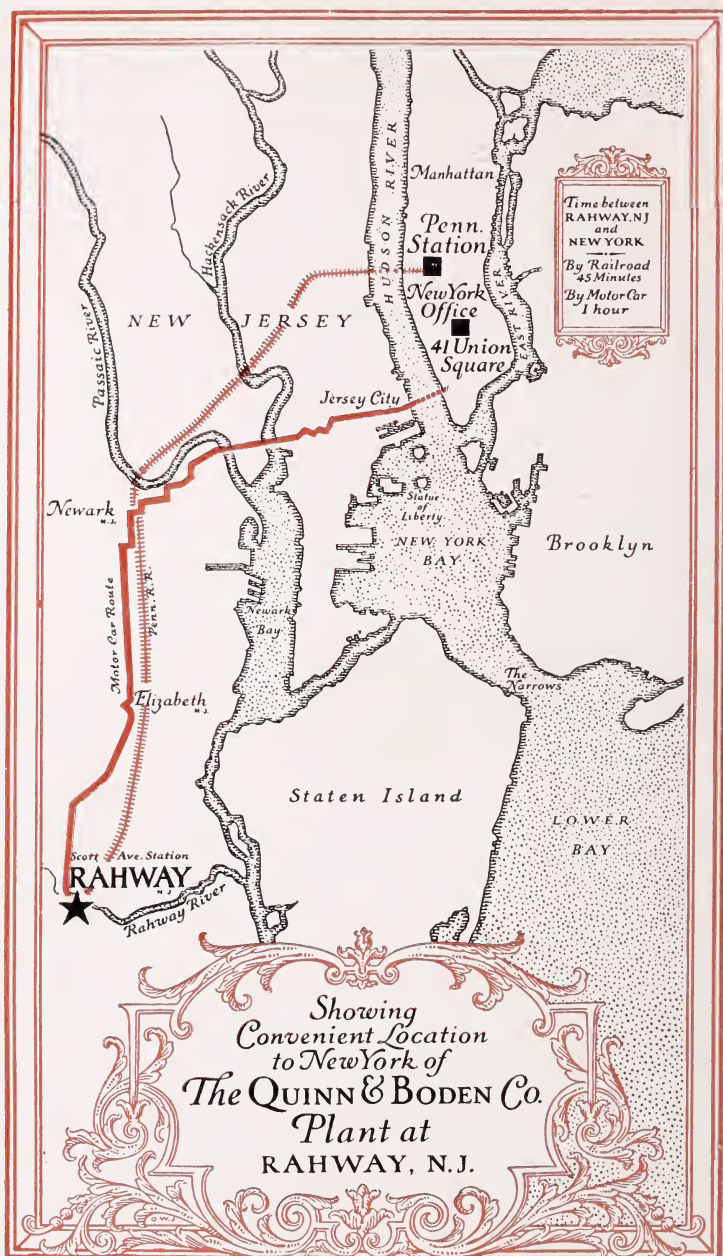 HUDSON RIVER
Manhattan
Hackensack River
Penn.
Station
Time between
RAHWAY, NJ
and
NEW YORK
By Railroad
45 Minutes
By Motor Car
1 hour
Passaic River
NEW JERSEY
New York
Office
41 Union
Square
EAST RIVER
Jersey City
Newark
N.J.
Statue
of
Liberty
NEW YORK
BAY
Brooklyn
Motor Car Route
Penn. R.R.
Newark
Bay
Elizabeth
N.J.
The
Narrows
Staten Island
LOWER
BAY
Scott Ave. Station
RAHWAY
N.J.
Rahway River
Showing
Convenient Location
to New York of
The QUINN & BODEN Co.
Plant at
RAHWAY, N.J.